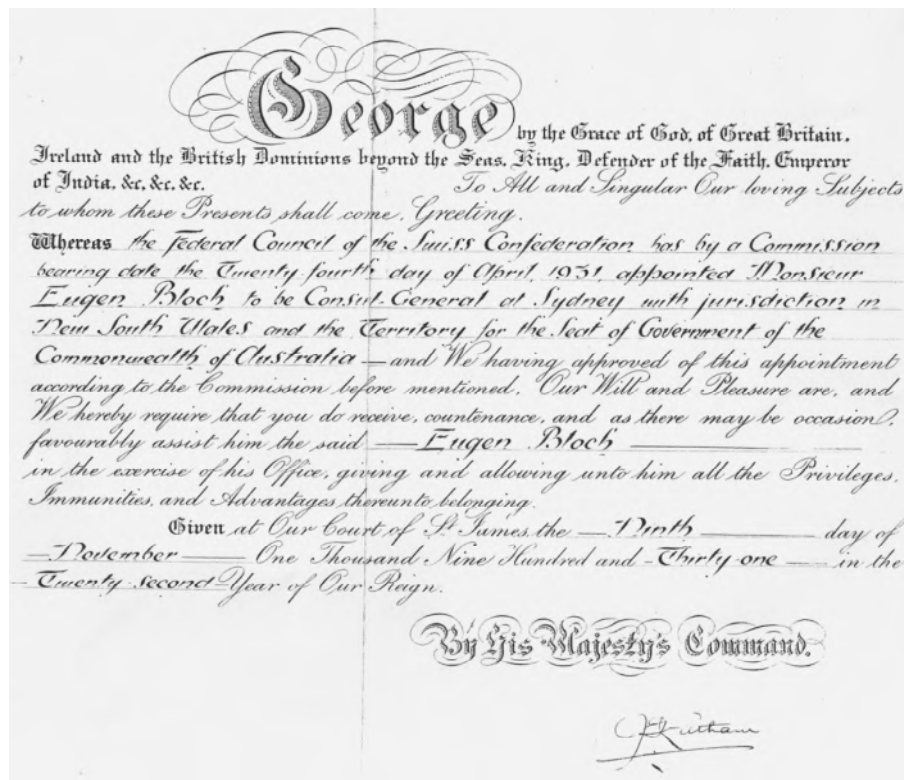 George by the Grace of God, of Great Britain,
Ireland and the British Dominions beyond the Seas, King, Defender of the Faith, Emperor
of India, &c, &c, &c. To All and Singular Our loving Subjects
to whom these Presents shall come, Greeting.
Whereas the Federal Council of the Swiss Confederation has by a Commission
bearing date the Twenty-fourth day of April, 1931, appointed Monsieur
Eugen Bloch to be Consul-General at Sydney with jurisdiction in
New South Wales and the Territory for the Seat of Government of the
Commonwealth of Australia — and We having approved of this appointment
according to the Commission before mentioned, Our Will and Pleasure are, and
We hereby require that you do receive, countenance, and as there may be occasion,
favourably assist him the said — Eugen Bloch —
in the exercise of his Office, giving and allowing unto him all the Privileges,
Immunities, and Advantages thereunto belonging.
Given at Our Court of St. James, the — Ninth — day of
— November — One Thousand Nine Hundred and - Thirty-one — in the
- Twenty-second - Year of Our Reign.
By His Majesty's Command.